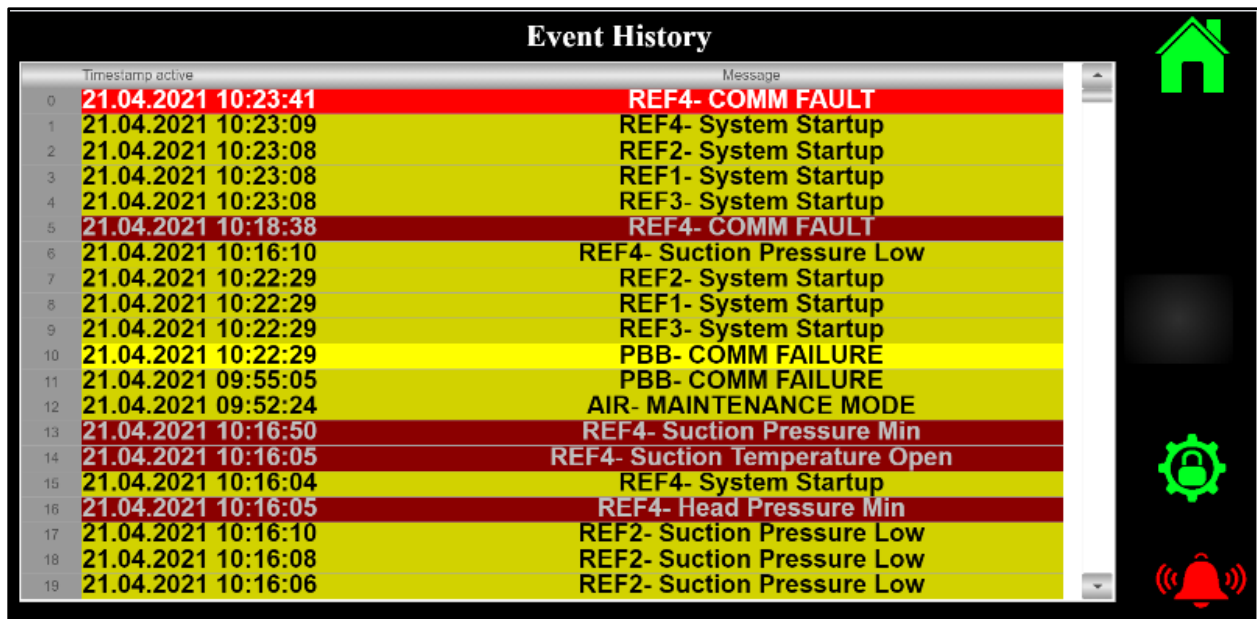 Event History
Timestamp active Message
0 21.04.2021 10:23:41 REF4- COMM FAULT
1 21.04.2021 10:23:09 REF4- System Startup
2 21.04.2021 10:23:08 REF2- System Startup
3 21.04.2021 10:23:08 REF1- System Startup
4 21.04.2021 10:23:08 REF3- System Startup
5 21.04.2021 10:18:38 REF4- COMM FAULT
6 21.04.2021 10:16:10 REF4- Suction Pressure Low
7 21.04.2021 10:22:29 REF2- System Startup
8 21.04.2021 10:22:29 REF1- System Startup
9 21.04.2021 10:22:29 REF3- System Startup
10 21.04.2021 10:22:29 PBB- COMM FAILURE
11 21.04.2021 09:55:05 PBB- COMM FAILURE
12 21.04.2021 09:52:24 AIR- MAINTENANCE MODE
13 21.04.2021 10:16:50 REF4- Suction Pressure Min
14 21.04.2021 10:16:05 REF4- Suction Temperature Open
15 21.04.2021 10:16:04 REF4- System Startup
16 21.04.2021 10:16:05 REF4- Head Pressure Min
17 21.04.2021 10:16:10 REF2- Suction Pressure Low
18 21.04.2021 10:16:08 REF2- Suction Pressure Low
19 21.04.2021 10:16:06 REF2- Suction Pressure Low